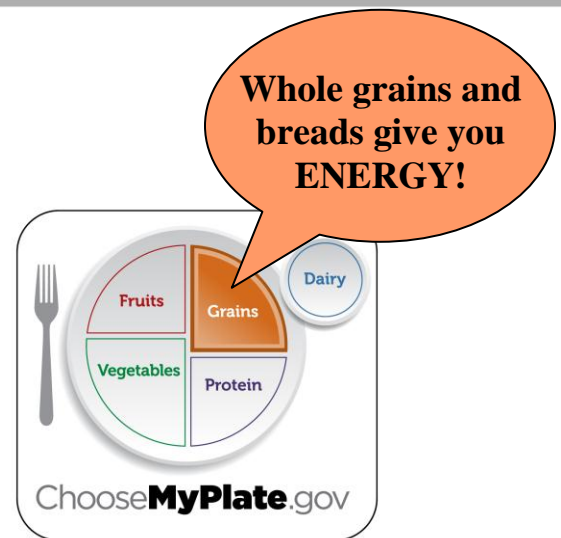 Whole grains and
breads give you
ENERGY!
Dairy
Fruits
Grains
Vegetables
Protein
ChooseMyPlate.gov